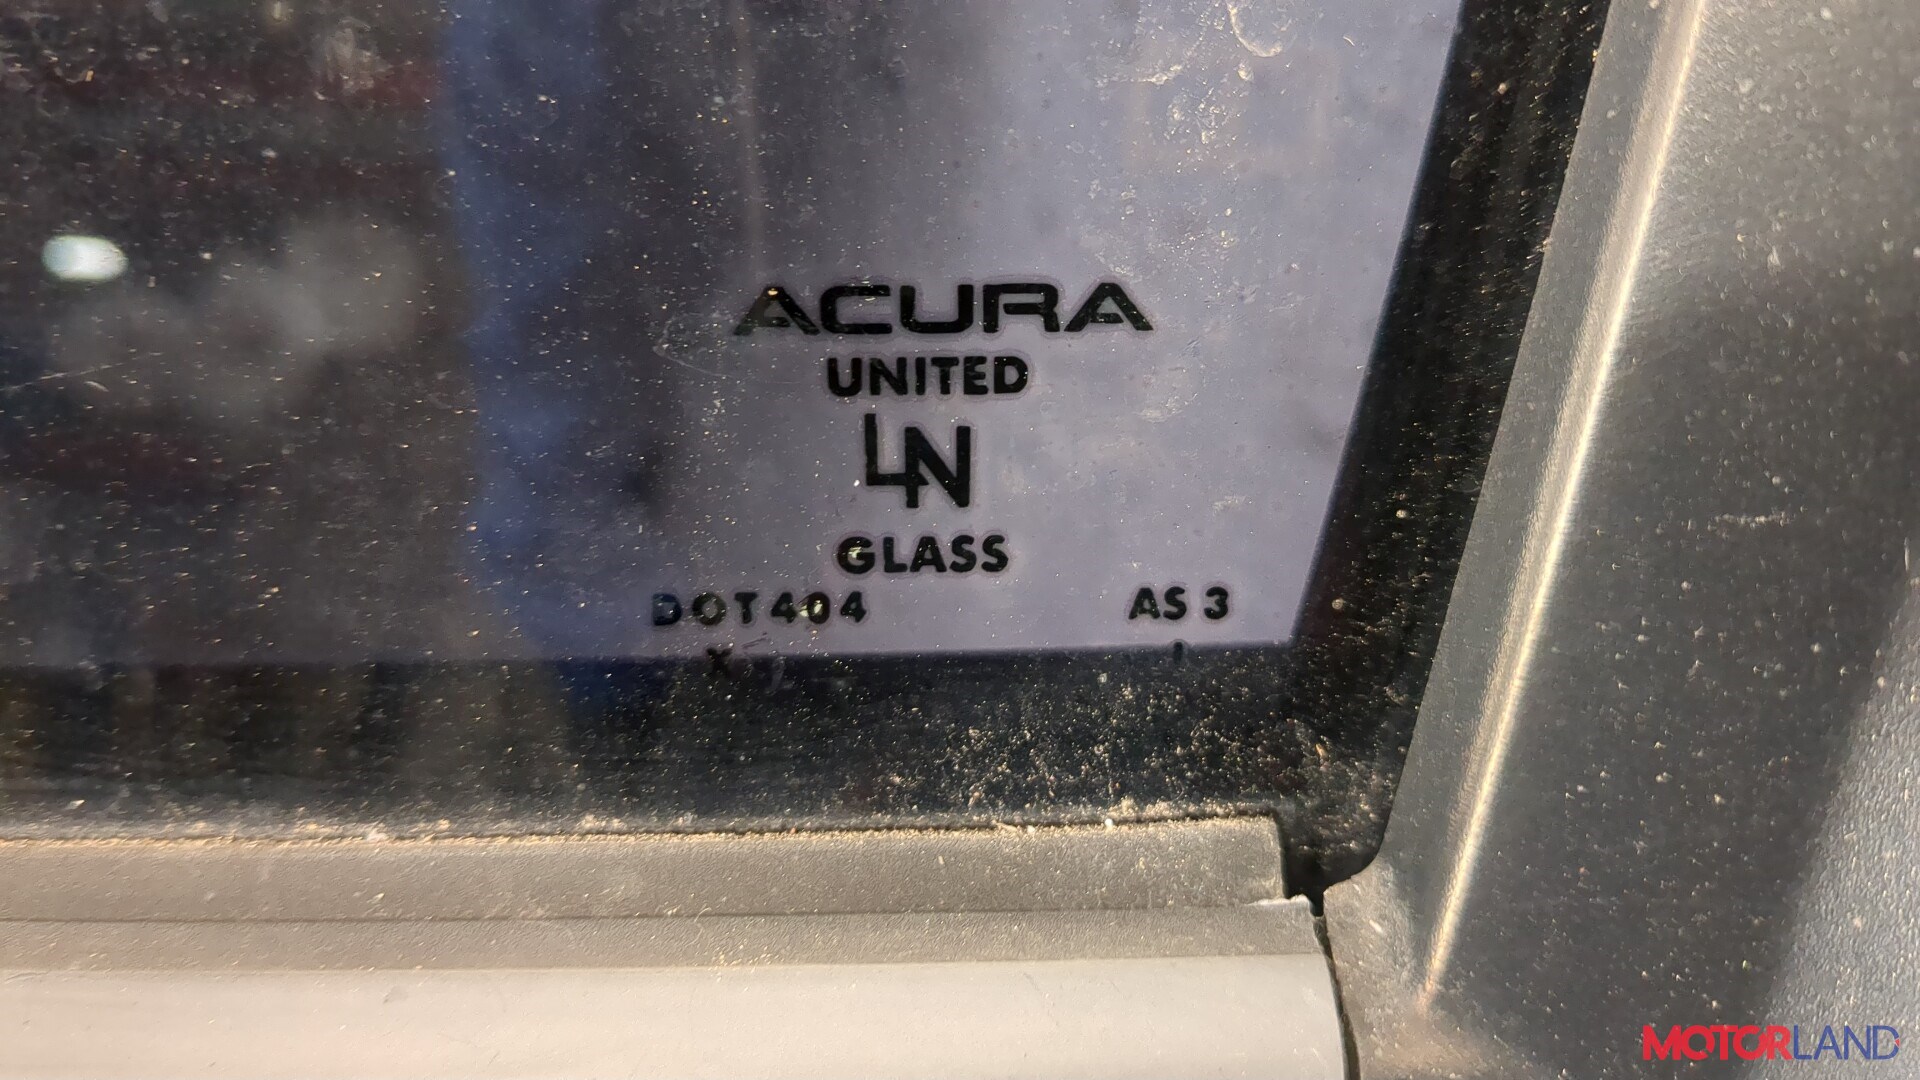 ACURA
UNITED
LN
GLASS
DOT404 AS 3
X I
MOTORLAND